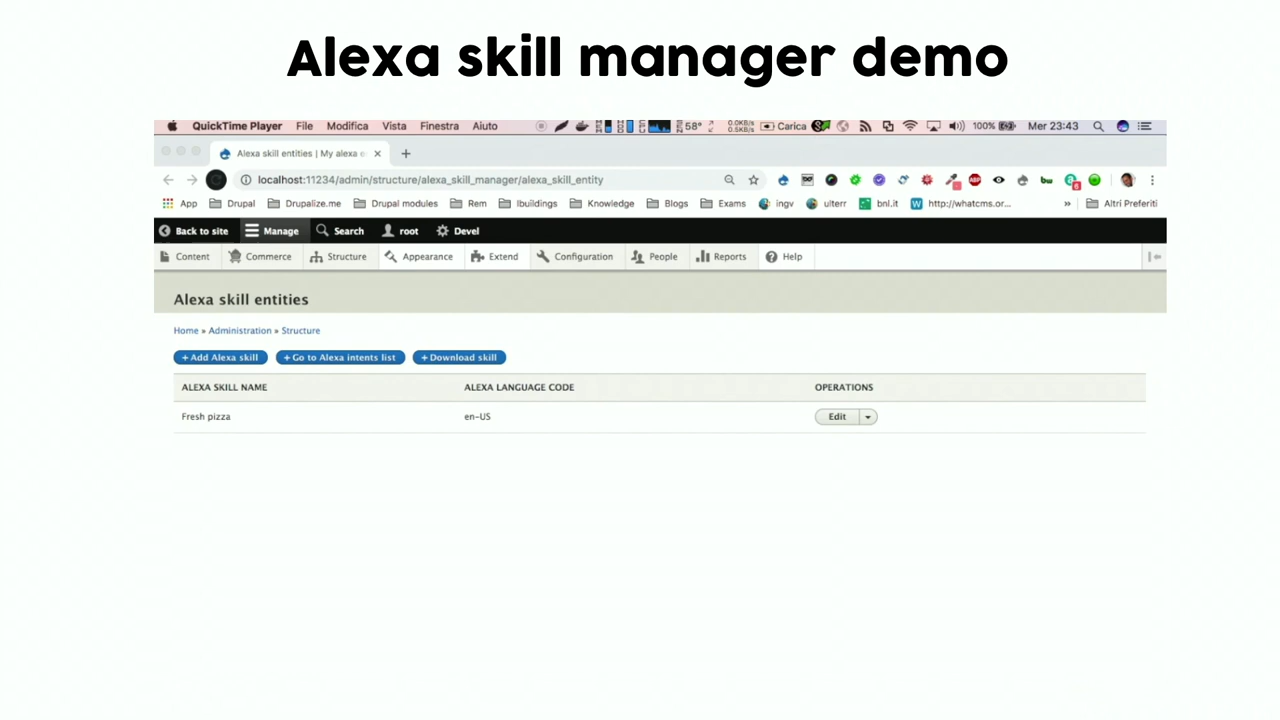 Alexa skill manager demo
QuickTime Player File Modifica Vista Finestra Aiuto 58° 0.0KB/s 0.5KB/s Carica 100% Mer 23:43
Alexa skill entities | My alexa
localhost:11234/admin/structure/alexa_skill_manager/alexa_skill_entity
App Drupal Drupalize.me Drupal modules Rem Ibuildings Knowledge Blogs Exams ingv ulterr bnl.it http://whatcms.or... » Altri Preferiti
Back to site Manage Search root Devel
Content Commerce Structure Appearance Extend Configuration People Reports Help
Alexa skill entities
Home » Administration » Structure
+ Add Alexa skill + Go to Alexa intents list + Download skill
ALEXA SKILL NAME ALEXA LANGUAGE CODE OPERATIONS
Fresh pizza en-US Edit